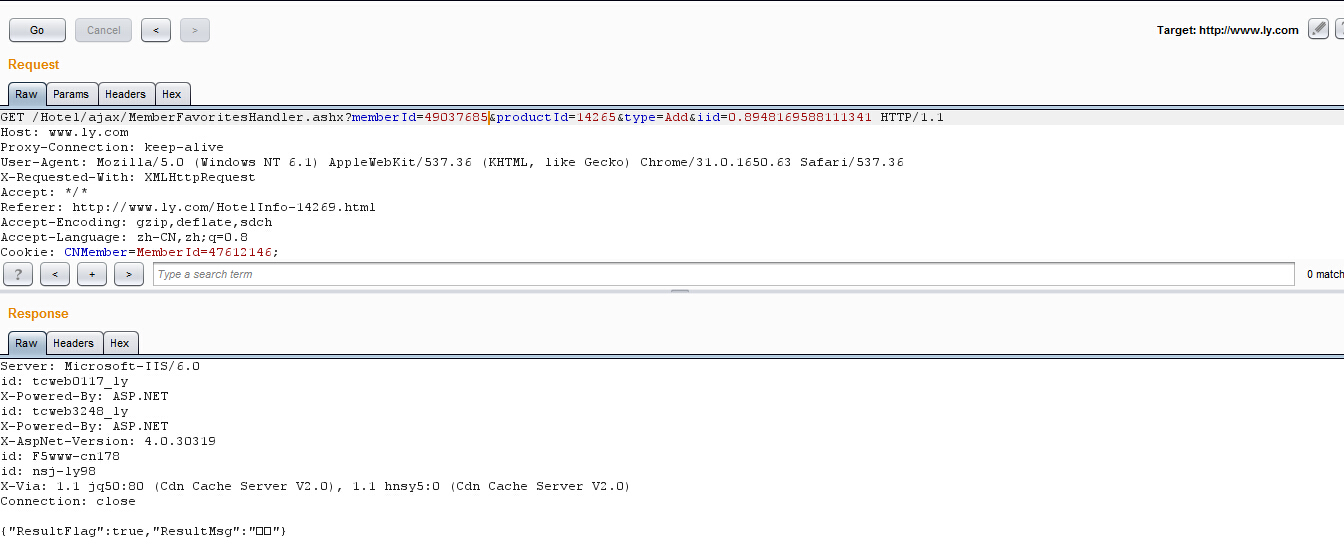 Go Cancel < > Target: http://www.ly.com
Request
Raw Params Headers Hex
GET /Hotel/ajax/MemberFavoritesHandler.ashx?memberId=49037685&productId=14265&type=Add&iid=0.8948169588111341 HTTP/1.1
Host: www.ly.com
Proxy-Connection: keep-alive
User-Agent: Mozilla/5.0 (Windows NT 6.1) AppleWebKit/537.36 (KHTML, like Gecko) Chrome/31.0.1650.63 Safari/537.36
X-Requested-With: XMLHttpRequest
Accept: */*
Referer: http://www.ly.com/HotelInfo-14269.html
Accept-Encoding: gzip,deflate,sdch
Accept-Language: zh-CN,zh;q=0.8
Cookie: CNMember=MemberId=47612146;
? < + > Type a search term 0 match
Response
Raw Headers Hex
Server: Microsoft-IIS/6.0
id: tcweb0117_ly
X-Powered-By: ASP.NET
id: tcweb3248_ly
X-Powered-By: ASP.NET
X-AspNet-Version: 4.0.30319
id: F5www-cn178
id: nsj-ly98
X-Via: 1.1 jq50:80 (Cdn Cache Server V2.0), 1.1 hnsy5:0 (Cdn Cache Server V2.0)
Connection: close
{"ResultFlag":true,"ResultMsg":"□□"}